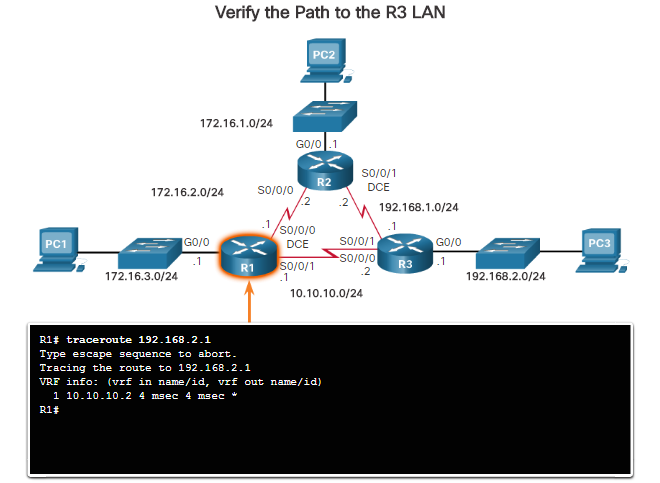 Verify the Path to the R3 LAN
PC2
172.16.1.0/24
G0/0 .1
R2
S0/0/1
DCE
172.16.2.0/24
S0/0/0
.2
.2
192.168.1.0/24
.1
.1
S0/0/0
DCE
PC1
G0/0
.1
172.16.3.0/24
R1
S0/0/1
.1
S0/0/1
S0/0/0
.2
R3
G0/0
.1
192.168.2.0/24
PC3
10.10.10.0/24
R1# traceroute 192.168.2.1
Type escape sequence to abort.
Tracing the route to 192.168.2.1
VRF info: (vrf in name/id, vrf out name/id)
1 10.10.10.2 4 msec 4 msec *
R1#